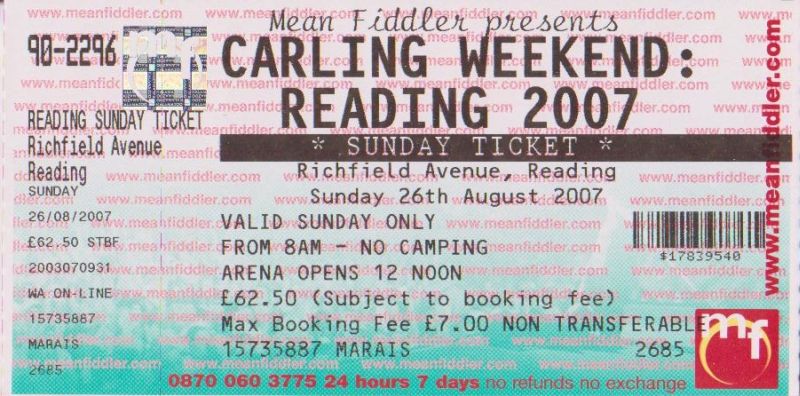 90-2296
READING SUNDAY TICKET
Richfield Avenue
Reading
SUNDAY
26/08/2007
£62.50 STBF
2003070931
WA ON-LINE
15735887
MARAIS
2685
Mean Fiddler presents
CARLING WEEKEND:
READING 2007
* SUNDAY TICKET *
Richfield Avenue, Reading
Sunday 26th August 2007
VALID SUNDAY ONLY
FROM 8AM - NO CAMPING
ARENA OPENS 12 NOON
£62.50 (Subject to booking fee)
Max Booking Fee £7.00 NON TRANSFERABLE
15735887 MARAIS 2685
0870 060 3775 24 hours 7 days no refunds no exchange
#17839540
www.meanfiddler.com
mf